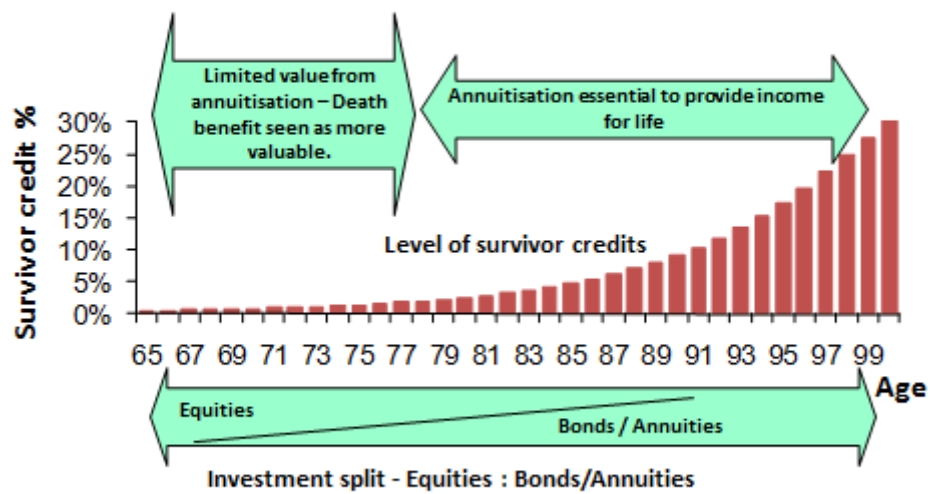 Limited value from
annuitisation – Death
benefit seen as more
valuable.
Annuitisation essential to provide income
for life
Survivor credit %
30%
25%
20%
15%
10%
5%
0%
Level of survivor credits
65 67 69 71 73 75 77 79 81 83 85 87 89 91 93 95 97 99
Age
Equities
Bonds / Annuities
Investment split - Equities : Bonds/Annuities